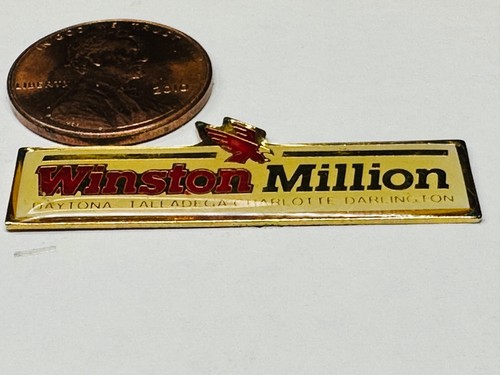 IN GOD WE TRUST
LIBERTY
2010
Winston Million
DAYTONA TALLADEGA CHARLOTTE DARLINGTON